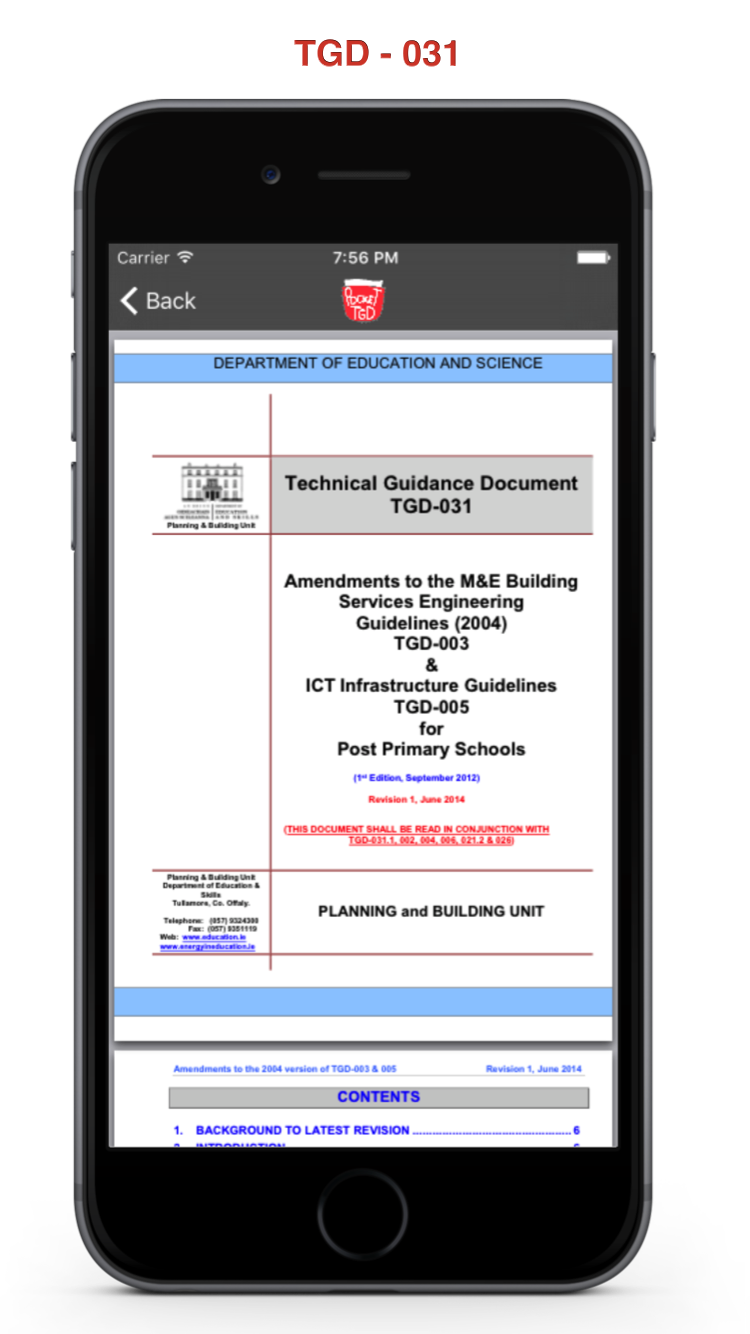 TGD - 031
Carrier
7:56 PM
Back
POCKET
TGD
DEPARTMENT OF EDUCATION AND SCIENCE
Planning & Building Unit
Technical Guidance Document
TGD-031
Amendments to the M&E Building
Services Engineering
Guidelines (2004)
TGD-003
&
ICT Infrastructure Guidelines
TGD-005
for
Post Primary Schools
(1st Edition, September 2012)
Revision 1, June 2014
(THIS DOCUMENT SHALL BE READ IN CONJUNCTION WITH
TGD-031.1, 002, 004, 006, 021.2 & 026)
Planning & Building Unit
Department of Education &
Skills
Tullamore, Co. Offaly.
Telephone: (057) 9324300
Fax: (057) 9351119
Web: www.education.ie
www.energyineducation.ie
PLANNING and BUILDING UNIT
Amendments to the 2004 version of TGD-003 & 005
Revision 1, June 2014
CONTENTS
1. BACKGROUND TO LATEST REVISION ................................................ 6
2. INTRODUCTION